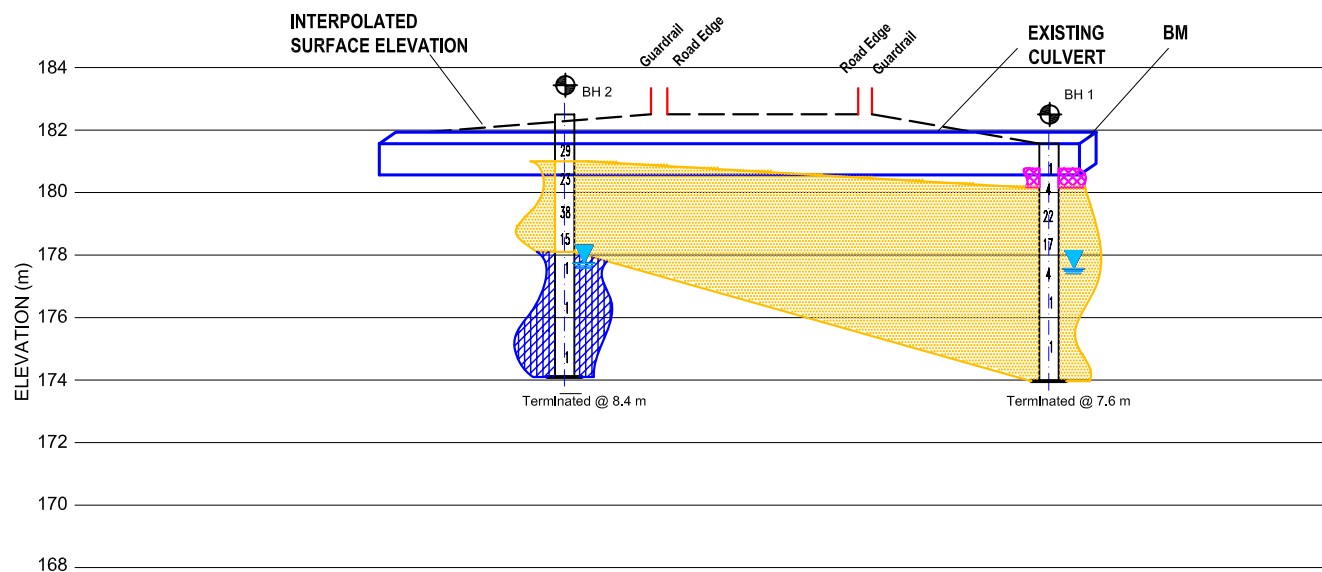 INTERPOLATED
SURFACE ELEVATION
Guardrail
Road Edge
Road Edge
Guardrail
EXISTING
CULVERT
BM
184
BH 2
BH 1
182
29
1
23
180
4
38
22
15
17
178
1
4
ELEVATION (m)
176
1
1
1
1
174
Terminated @ 8.4 m
Terminated @ 7.6 m
172
170
168